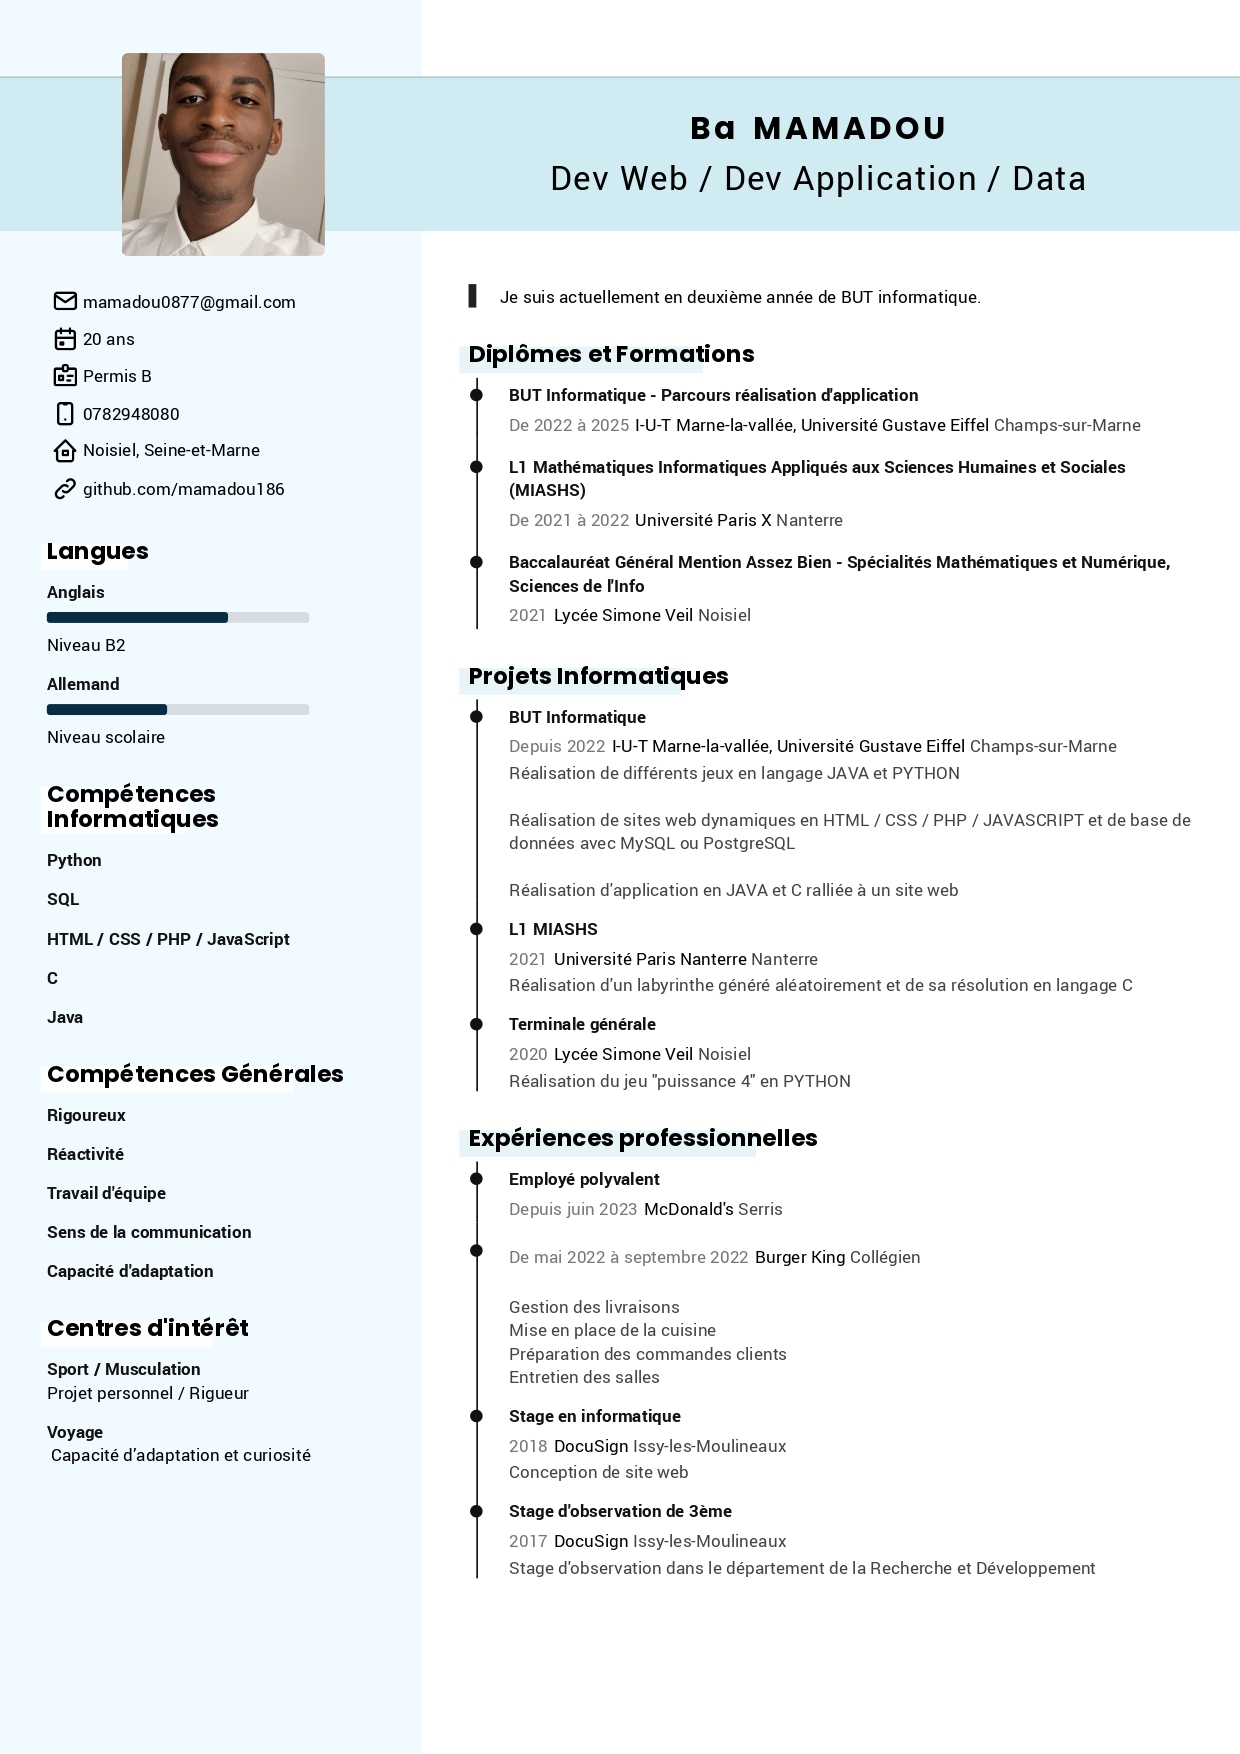 Ba MAMADOU
Dev Web / Dev Application / Data
mamadou0877@gmail.com
20 ans
Permis B
0782948080
Noisiel, Seine-et-Marne
github.com/mamadou186
Langues
Anglais
Niveau B2
Allemand
Niveau scolaire
Compétences
Informatiques
Python
SQL
HTML / CSS / PHP / JavaScript
C
Java
Compétences Générales
Rigoureux
Réactivité
Travail d'équipe
Sens de la communication
Capacité d'adaptation
Centres d'intérêt
Sport / Musculation
Projet personnel / Rigueur
Voyage
Capacité d’adaptation et curiosité
Je suis actuellement en deuxième année de BUT informatique.
Diplômes et Formations
BUT Informatique - Parcours réalisation d'application
De 2022 à 2025 I-U-T Marne-la-vallée, Université Gustave Eiffel Champs-sur-Marne
L1 Mathématiques Informatiques Appliqués aux Sciences Humaines et Sociales
(MIASHS)
De 2021 à 2022 Université Paris X Nanterre
Baccalauréat Général Mention Assez Bien - Spécialités Mathématiques et Numérique,
Sciences de l'Info
2021 Lycée Simone Veil Noisiel
Projets Informatiques
BUT Informatique
Depuis 2022 I-U-T Marne-la-vallée, Université Gustave Eiffel Champs-sur-Marne
Réalisation de différents jeux en langage JAVA et PYTHON
Réalisation de sites web dynamiques en HTML / CSS / PHP / JAVASCRIPT et de base de
données avec MySQL ou PostgreSQL
Réalisation d'application en JAVA et C ralliée à un site web
L1 MIASHS
2021 Université Paris Nanterre Nanterre
Réalisation d'un labyrinthe généré aléatoirement et de sa résolution en langage C
Terminale générale
2020 Lycée Simone Veil Noisiel
Réalisation du jeu "puissance 4" en PYTHON
Expériences professionnelles
Employé polyvalent
Depuis juin 2023 McDonald's Serris
De mai 2022 à septembre 2022 Burger King Collégien
Gestion des livraisons
Mise en place de la cuisine
Préparation des commandes clients
Entretien des salles
Stage en informatique
2018 DocuSign Issy-les-Moulineaux
Conception de site web
Stage d'observation de 3ème
2017 DocuSign Issy-les-Moulineaux
Stage d'observation dans le département de la Recherche et Développement